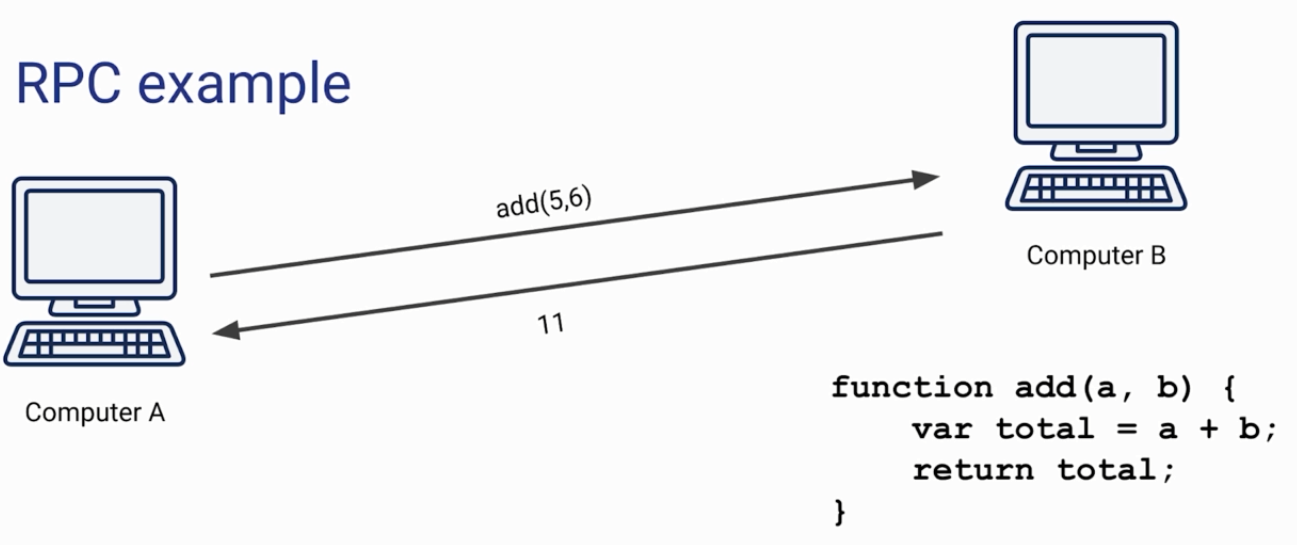 RPC example
add(5,6)
11
Computer A
Computer B
function add(a, b) {
    var total = a + b;
    return total;
}